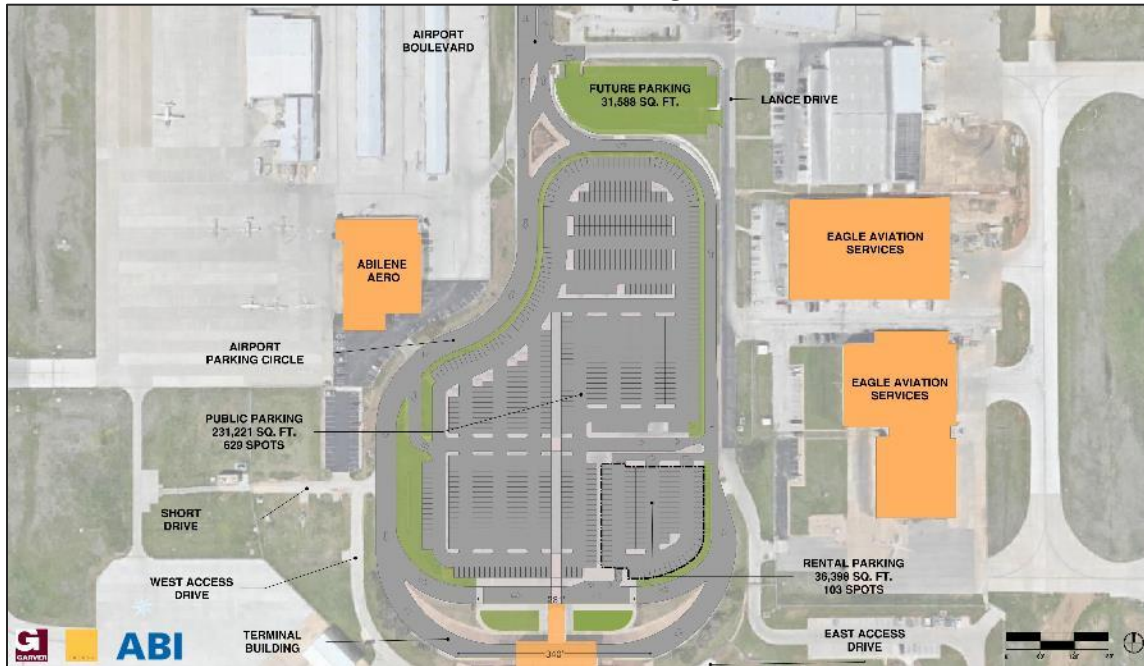 AIRPORT
BOULEVARD
FUTURE PARKING
31,588 SQ. FT.
LANCE DRIVE
ABILENE
AERO
EAGLE AVIATION
SERVICES
AIRPORT
PARKING CIRCLE
EAGLE AVIATION
SERVICES
PUBLIC PARKING
231,221 SQ. FT.
629 SPOTS
SHORT
DRIVE
WEST ACCESS
DRIVE
RENTAL PARKING
36,398 SQ. FT.
103 SPOTS
TERMINAL
BUILDING
EAST ACCESS
DRIVE
340'
G
GARVER
ABI